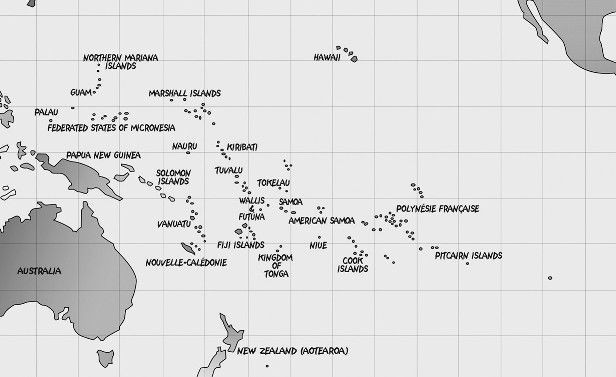 NORTHERN MARIANA
ISLANDS
HAWAII
GUAM
MARSHALL ISLANDS
PALAU
FEDERATED STATES OF MICRONESIA
NAURU
KIRIBATI
PAPUA NEW GUINEA
SOLOMON
ISLANDS
TUVALU
TOKELAU
WALLIS
FUTUNA
SAMOA
AMERICAN SAMOA
POLYNÉSIE FRANÇAISE
VANUATU
FIJI ISLANDS
NIUE
NOUVELLE-CALÉDONIE
KINGDOM
OF
TONGA
COOK
ISLANDS
PITCAIRN ISLANDS
AUSTRALIA
NEW ZEALAND (AOTEAROA)